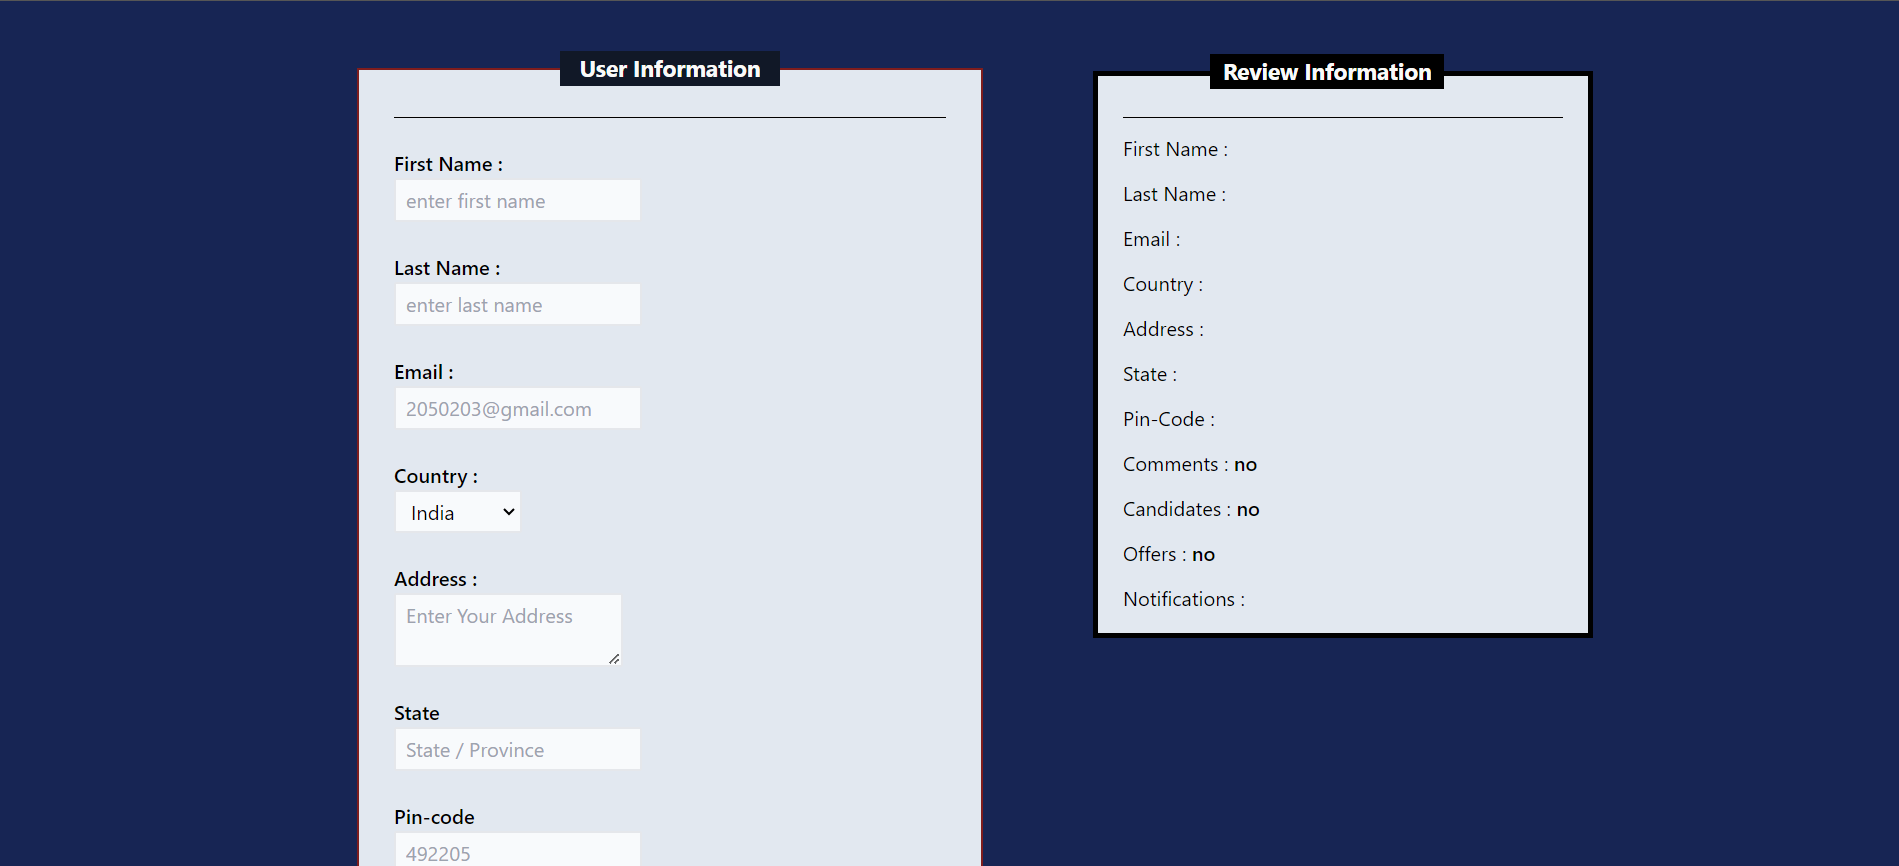 User Information
First Name :
enter first name
Last Name :
enter last name
Email :
2050203@gmail.com
Country :
India
Address :
Enter Your Address
State
State / Province
Pin-code
492205
Review Information
First Name :
Last Name :
Email :
Country :
Address :
State :
Pin-Code :
Comments : no
Candidates : no
Offers : no
Notifications :